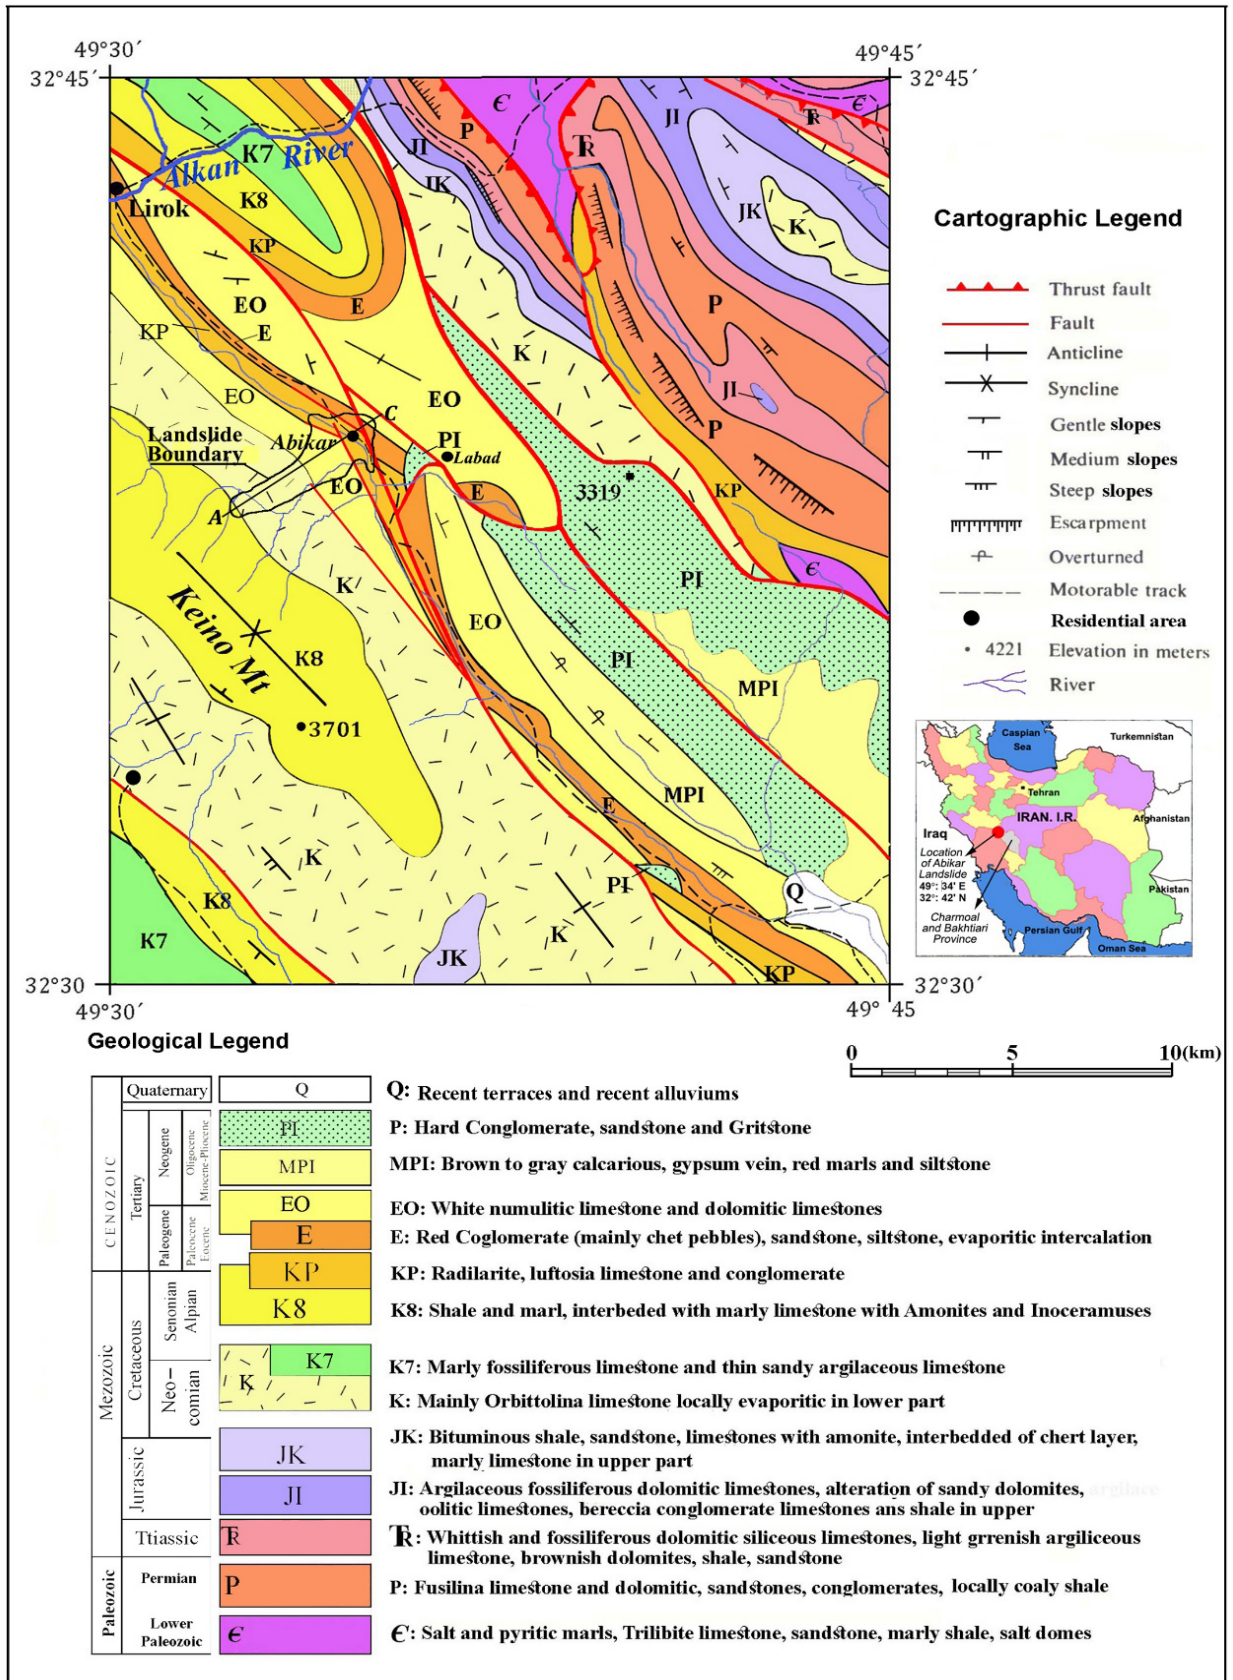 49°30´
49°45´
32°45´
32°45´
Є
P
TR
JI
TR
Є
K7
Alkan River
JI
JK
K8
JK
K
Lirok
KP
EO
E
P
KP
E
K
EO
EO
JI
C
Landslide
Boundary
Abikar
PI
Labad
P
EO
E
3319
KP
A
Є
K
PI
Keino Mt
EO
K8
PI
MPI
3701
MPI
E
K
PI
Q
K8
K
K7
JK
KP
32°30
32°30´
49°30´
49° 45
Cartographic Legend
Thrust fault
Fault
Anticline
Syncline
Gentle slopes
Medium slopes
Steep slopes
Escarpment
Overturned
Motorable track
Residential area
4221 Elevation in meters
River
Caspian
Sea
Turkemnistan
Tehran
IRAN. I.R.
Afghanistan
Iraq
Location
of Abikar
Landslide
49°: 34' E
32°: 42' N
Pakistan
Charmoal
and Bakhtiari
Province
Persian Gulf
Oman Sea
Geological Legend
0 5 10(km)
CENOZOIC
Quaternary
Q
Q: Recent terraces and recent alluviums
Tertiary
Neogene
Oligocene
Miocene-Pliocene
PI
P: Hard Conglomerate, sandstone and Gritstone
MPI
MPI: Brown to gray calcarious, gypsum vein, red marls and siltstone
EO
EO: White numulitic limestone and dolomitic limestones
Paleogene
Paleocene
Eocene
E
E: Red Coglomerate (mainly chet pebbles), sandstone, siltstone, evaporitic intercalation
Mezozoic
Cretaceous
Senonian
Alpian
KP
KP: Radilarite, luftosia limestone and conglomerate
K8
K8: Shale and marl, interbeded with marly limestone with Amonites and Inoceramuses
Neo-
comian
K7
K7: Marly fossiliferous limestone and thin sandy argilaceous limestone
K
K: Mainly Orbittolina limestone locally evaporitic in lower part
Jurassic
JK
JK: Bituminous shale, sandstone, limestones with amonite, interbedded of chert layer,
marly limestone in upper part
JI
JI: Argilaceous fossiliferous dolomitic limestones, alteration of sandy dolomites,
oolitic limestones, bereccia conglomerate limestones ans shale in upper
Ttiassic
TR
TR: Whittish and fossiliferous dolomitic siliceous limestones, light grrenish argiliceous
limestone, brownish dolomites, shale, sandstone
Paleozoic
Permian
P
P: Fusilina limestone and dolomitic, sandstones, conglomerates, locally coaly shale
Lower
Paleozoic
Є
Є: Salt and pyritic marls, Trilibite limestone, sandstone, marly shale, salt domes